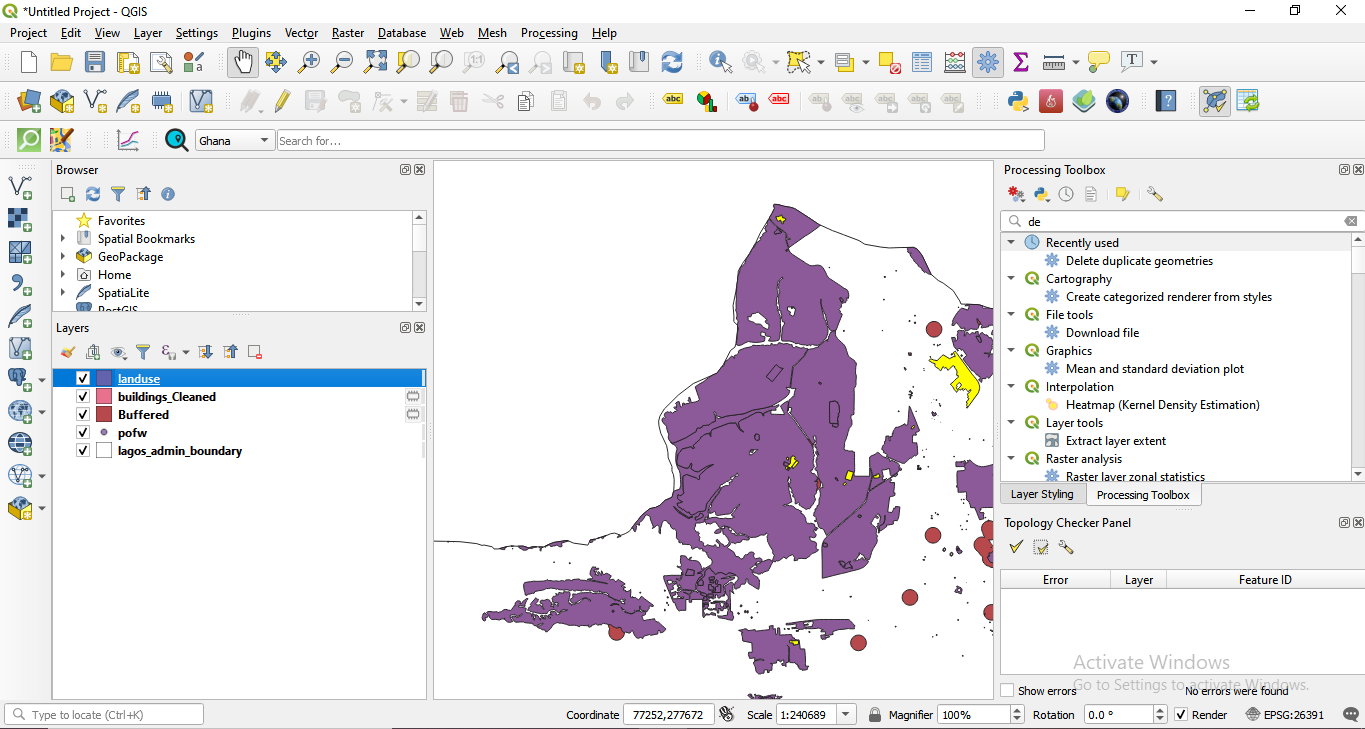 *Untitled Project - QGIS
Project Edit View Layer Settings Plugins Vector Raster Database Web Mesh Processing Help
Ghana Search for...
Browser
Favorites
Spatial Bookmarks
GeoPackage
Home
SpatiaLite
PostGIS
Layers
landuse
buildings_Cleaned
Buffered
pofw
lagos_admin_boundary
Processing Toolbox
de
Recently used
Delete duplicate geometries
Cartography
Create categorized renderer from styles
File tools
Download file
Graphics
Mean and standard deviation plot
Interpolation
Heatmap (Kernel Density Estimation)
Layer tools
Extract layer extent
Raster analysis
Raster layer zonal statistics
Layer Styling Processing Toolbox
Topology Checker Panel
Error Layer Feature ID
Activate Windows
Go to Settings to activate Windows.
Show errors No errors were found
Type to locate (Ctrl+K) Coordinate 77252,277672 Scale 1:240689 Magnifier 100% Rotation 0.0 ° Render EPSG:26391